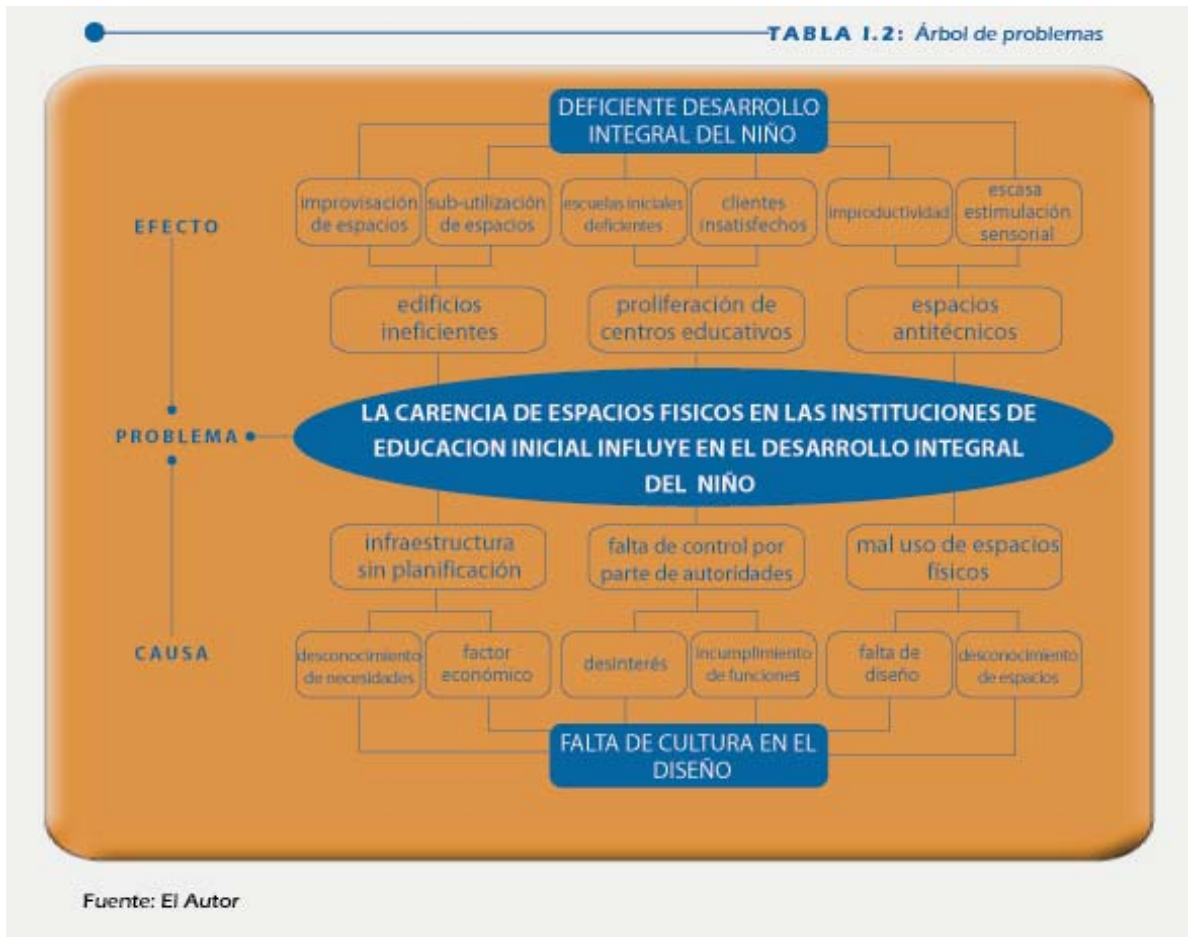 TABLA I.2: Árbol de problemas
DEFICIENTE DESARROLLO
INTEGRAL DEL NIÑO
EFECTO
improvisación
de espacios
sub-utilización
de espacios
escuelas iniciales
deficientes
clientes
insatisfechos
improductividad
escasa
estimulación
sensorial
edificios
ineficientes
proliferación de
centros educativos
espacios
antitécnicos
PROBLEMA
LA CARENCIA DE ESPACIOS FISICOS EN LAS INSTITUCIONES DE
EDUCACION INICIAL INFLUYE EN EL DESARROLLO INTEGRAL
DEL NIÑO
infraestructura
sin planificación
falta de control por
parte de autoridades
mal uso de espacios
físicos
CAUSA
desconocimiento
de necesidades
factor
económico
desinterés
incumplimiento
de funciones
falta de
diseño
desconocimiento
de espacios
FALTA DE CULTURA EN EL
DISEÑO
Fuente: El Autor